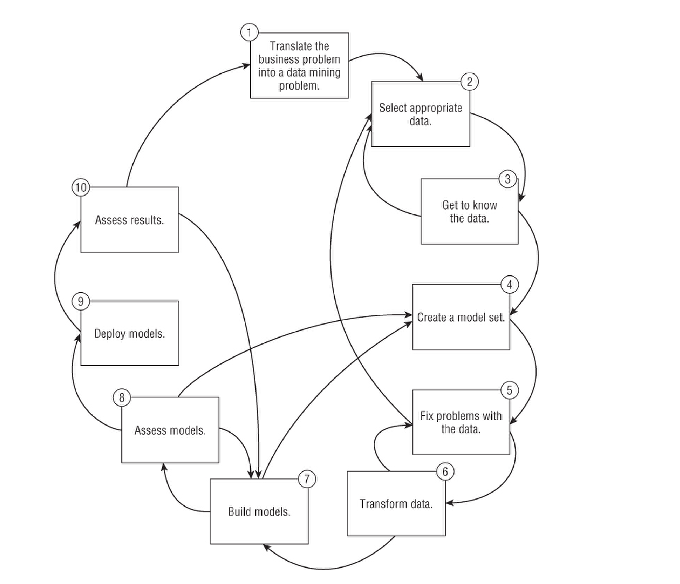 1
Translate the
business problem
into a data mining
problem.
2
Select appropriate
data.
3
Get to know
the data.
4
Create a model set.
5
Fix problems with
the data.
6
Transform data.
7
Build models.
8
Assess models.
9
Deploy models.
10
Assess results.